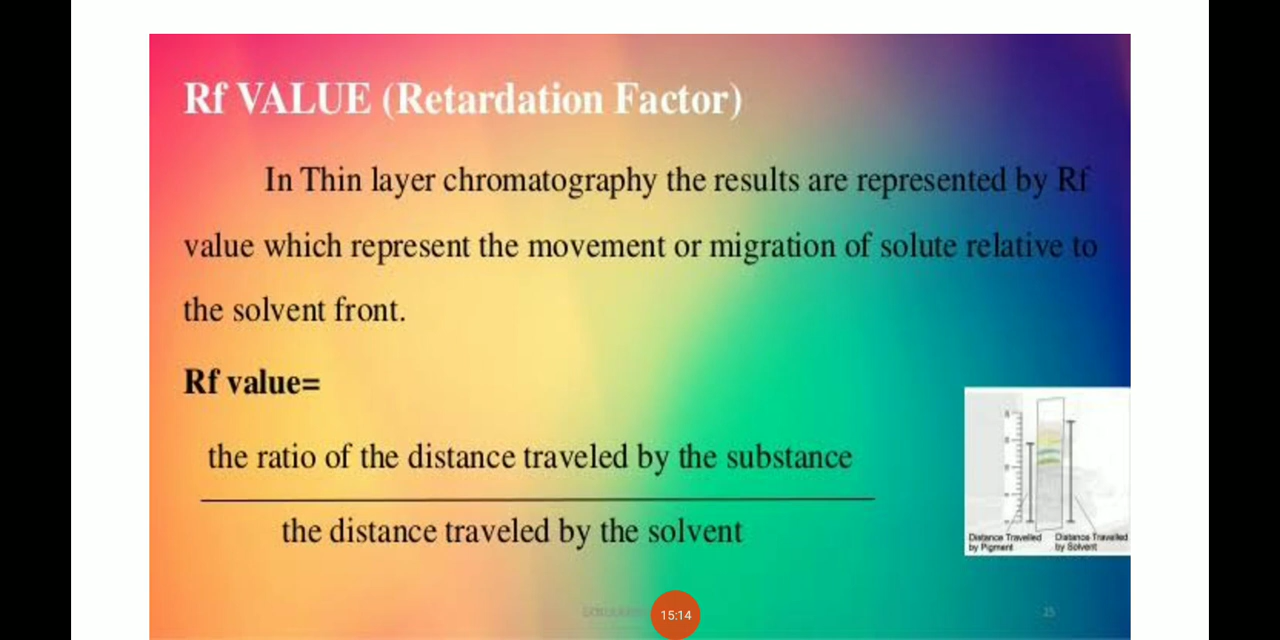 Rf VALUE (Retardation Factor)
In Thin layer chromatography the results are represented by Rf
value which represent the movement or migration of solute relative to
the solvent front.
Rf value=
the ratio of the distance traveled by the substance
the distance traveled by the solvent
Distance Travelled
by Pigment
Distance Travelled
by Solvent
15:14
25